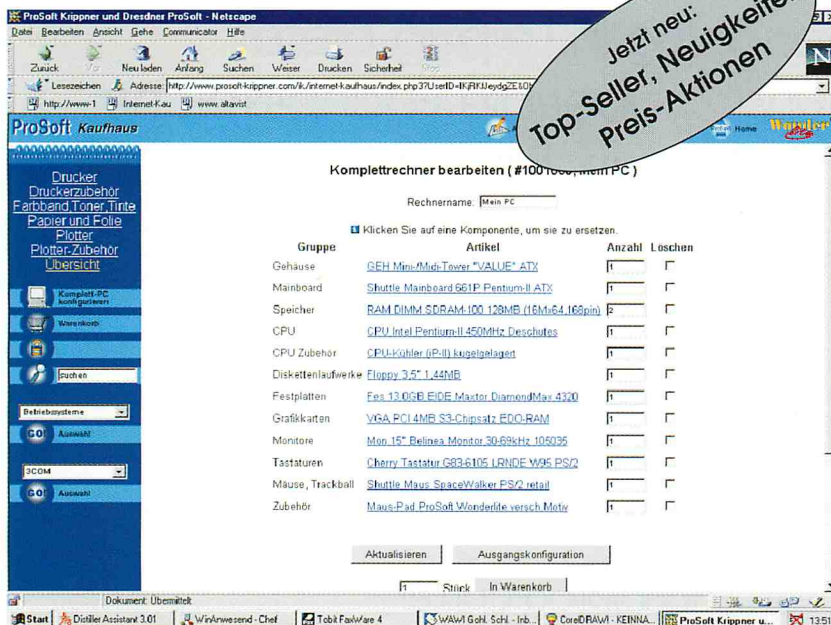 ProSoft Krippner und Dresdner ProSoft - Netscape
Datei Bearbeiten Ansicht Gehe Communicator Hilfe
Zurück Vor Neu laden Anfang Suchen Weiser Drucken Sicherheit Stop
Lesezeichen Adresse: http://www.prosoft-krippner.com/ik/internet-kaufhaus/index.php3?UserID=
http://www-1 Internet-Kau www.altavist
Jetzt neu:
Top-Seller, Neuigkeiten
Preis-Aktionen
ProSoft Kaufhaus
Home
Drucker
Druckerzubehör
Farbband,Toner,Tinte
Papier und Folie
Plotter
Plotter-Zubehör
Übersicht
Komplett-PC konfigurieren
Warenkorb
suchen
Betriebssysteme
GO! Auswahl
3COM
GO! Auswahl
Komplettrechner bearbeiten ( #1001000, Mein PC )
Rechnername: Mein PC
Klicken Sie auf eine Komponente, um sie zu ersetzen.
Gruppe Artikel Anzahl Löschen
Gehäuse GEH Mini-/Midi-Tower "VALUE" ATX 1
Mainboard Shuttle Mainboard 661P Pentium-II ATX 1
Speicher RAM DIMM SDRAM-100 128MB (16Mx64,168pin) 2
CPU CPU Intel Pentium-II 450MHz Deschutes 1
CPU Zubehör CPU-Kühler (iP-II) kugelgelagert 1
Diskettenlaufwerke Floppy 3,5" 1,44MB 1
Festplatten Fes 13.0GB EIDE Maxtor DiamondMax 4320 1
Grafikkarten VGA PCI 4MB S3-Chipsatz EDO-RAM 1
Monitore Mon 15" Belinea Monitor,30-69kHz 105035 1
Tastaturen Cherry Tastatur G83-6105 LRNDE W95 PS/2 1
Mäuse, Trackball Shuttle Maus SpaceWalker PS/2 retail 1
Zubehör Maus-Pad ProSoft Wonderlite versch.Motiv 1
Aktualisieren Ausgangskonfiguration
1 Stück In Warenkorb
Dokument: Übermittelt
Start Distiller Assistant 3.01 WinAnwesend - Chef Tobit FaxWare 4 WAWI Gohl. Schl. - Inb... CorelDRAW! - KEINNA... ProSoft Krippner u... 13:51